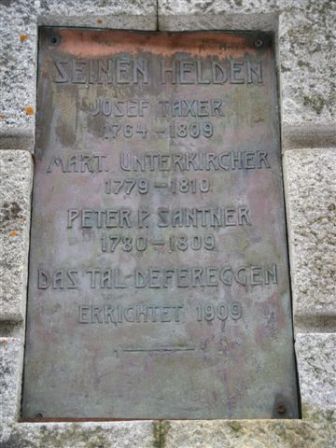 SEINEN HELDEN
JOSEF TAXER
1764–1809
MART. UNTERKIRCHER
1779–1810
PETER P. SANTNER
1780–1809
DAS TAL DEFEREGGEN
ERRICHTET 1909